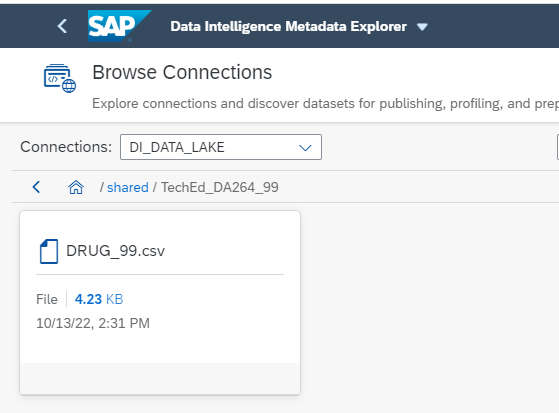 SAP Data Intelligence Metadata Explorer
Browse Connections
Explore connections and discover datasets for publishing, profiling, and prep
Connections: DI_DATA_LAKE
/ shared / TechEd_DA264_99
DRUG_99.csv
File 4.23 KB
10/13/22, 2:31 PM